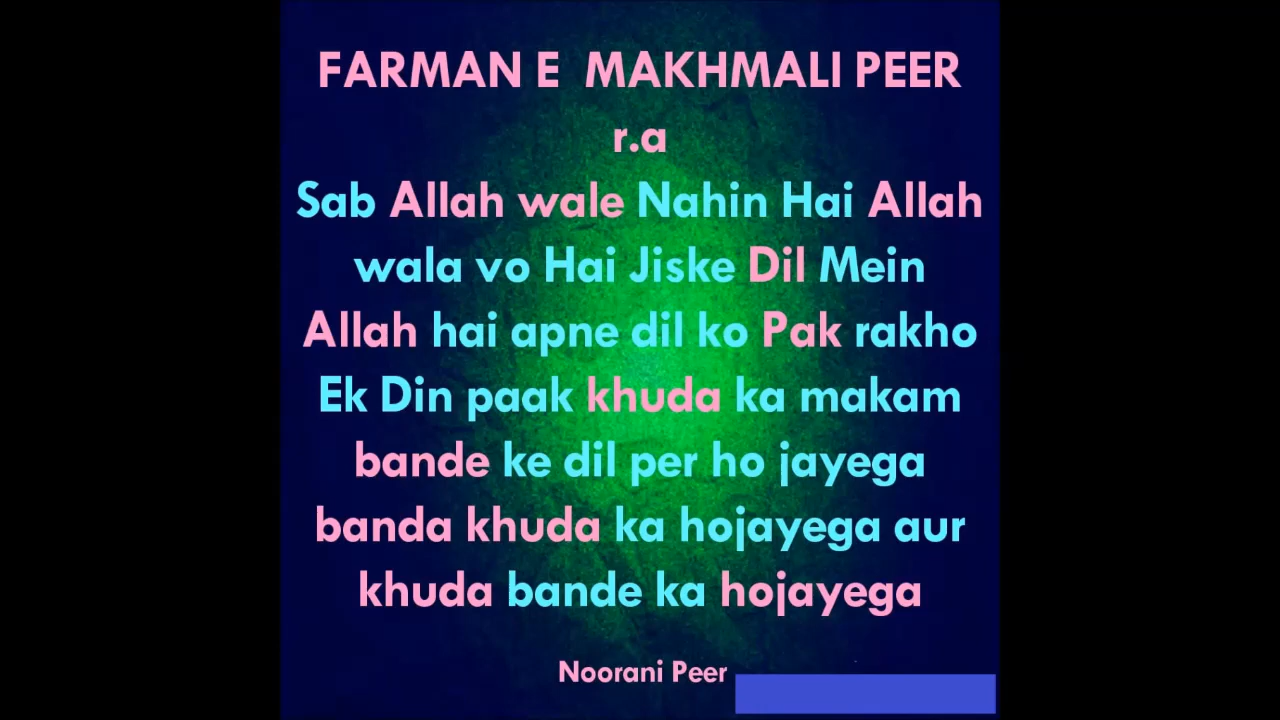 FARMAN E MAKHMALI PEER
r.a
Sab Allah wale Nahin Hai Allah
wala vo Hai Jiske Dil Mein
Allah hai apne dil ko Pak rakho
Ek Din paak khuda ka makam
bande ke dil per ho jayega
banda khuda ka hojayega aur
khuda bande ka hojayega
Noorani Peer